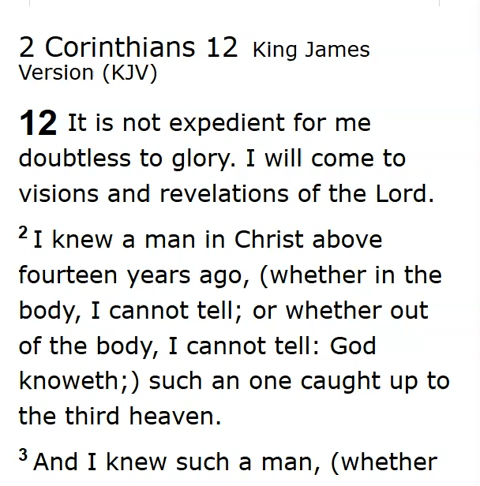 2 Corinthians 12 King James
Version (KJV)
12 It is not expedient for me
doubtless to glory. I will come to
visions and revelations of the Lord.
2 I knew a man in Christ above
fourteen years ago, (whether in the
body, I cannot tell; or whether out
of the body, I cannot tell: God
knoweth;) such an one caught up to
the third heaven.
3 And I knew such a man, (whether